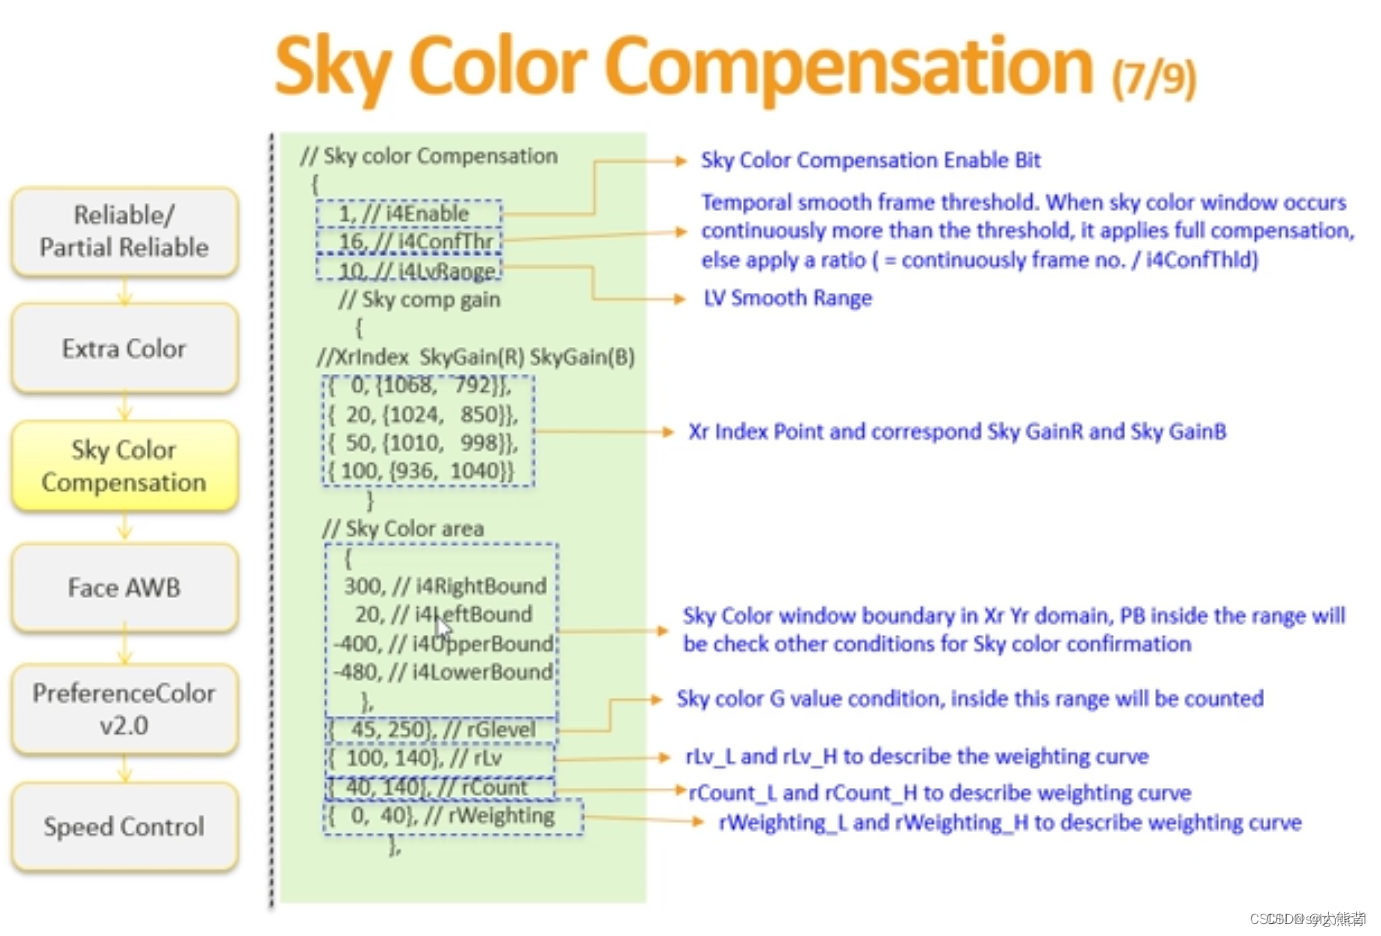 Sky Color Compensation (7/9)
Reliable/
Partial Reliable
Extra Color
Sky Color
Compensation
Face AWB
PreferenceColor
v2.0
Speed Control
// Sky color Compensation
{
1, // i4Enable
16, // i4ConfThr
10, // i4LvRange
// Sky comp gain
{
//XrIndex SkyGain(R) SkyGain(B)
{ 0, {1068, 792}},
{ 20, {1024, 850}},
{ 50, {1010, 998}},
{ 100, {936, 1040}}
}
// Sky Color area
{
300, // i4RightBound
20, // i4LeftBound
-400, // i4UpperBound
-480, // i4LowerBound
},
{ 45, 250}, // rGlevel
{ 100, 140}, // rLv
{ 40, 140}, // rCount
{ 0, 40}, // rWeighting
},
Sky Color Compensation Enable Bit
Temporal smooth frame threshold. When sky color window occurs
continuously more than the threshold, it applies full compensation,
else apply a ratio ( = continuously frame no. / i4ConfThld)
LV Smooth Range
Xr Index Point and correspond Sky GainR and Sky GainB
Sky Color window boundary in Xr Yr domain, PB inside the range will
be check other conditions for Sky color confirmation
Sky color G value condition, inside this range will be counted
rLv_L and rLv_H to describe the weighting curve
rCount_L and rCount_H to describe weighting curve
rWeighting_L and rWeighting_H to describe weighting curve